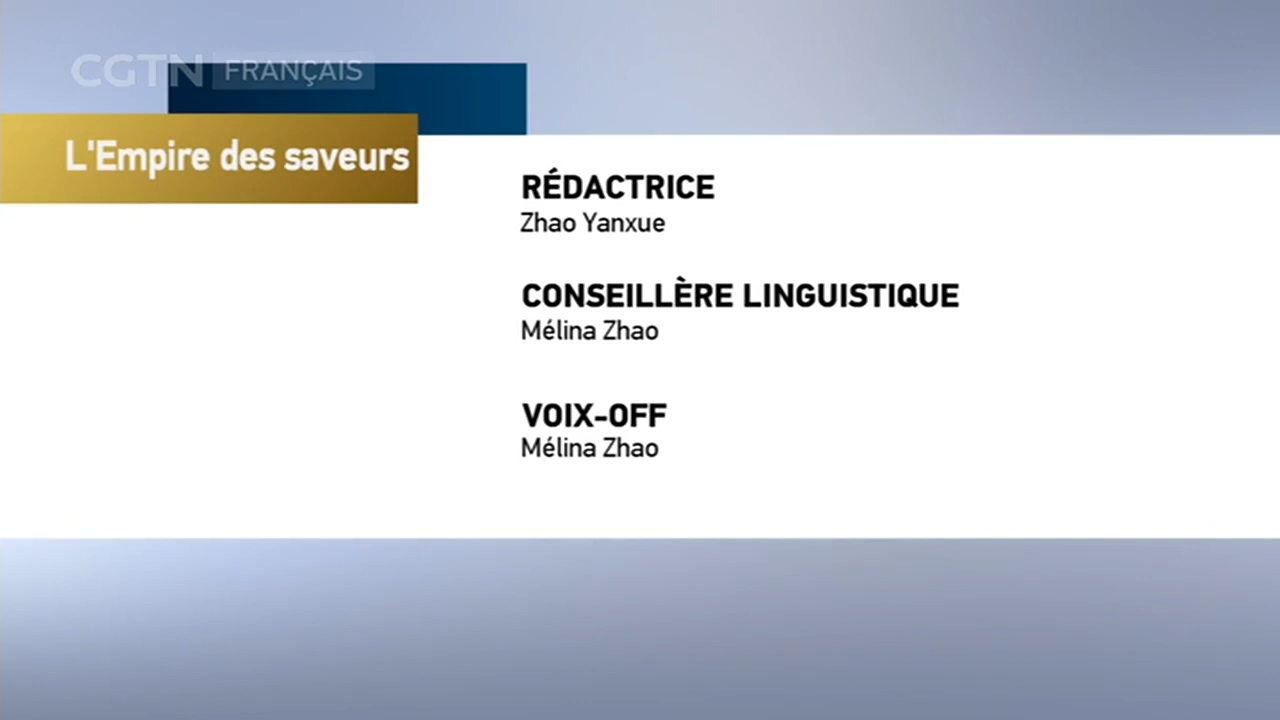 CGTN FRANÇAIS
L'Empire des saveurs
RÉDACTRICE
Zhao Yanxue
CONSEILLÈRE LINGUISTIQUE
Mélina Zhao
VOIX-OFF
Mélina Zhao